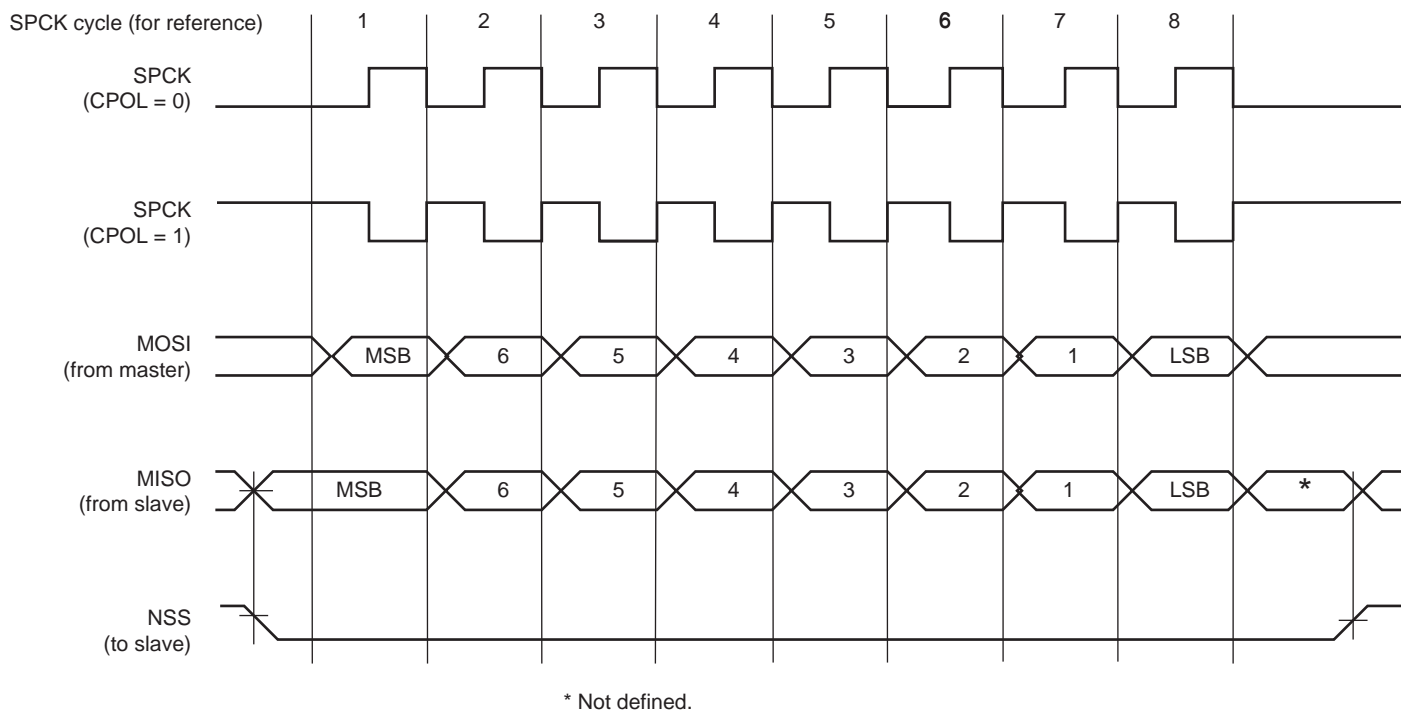 SPCK cycle (for reference) 1 2 3 4 5 6 7 8
SPCK
(CPOL = 0)
SPCK
(CPOL = 1)
MOSI
(from master)
MSB 6 5 4 3 2 1 LSB
MISO
(from slave)
MSB 6 5 4 3 2 1 LSB *
NSS
(to slave)
* Not defined.